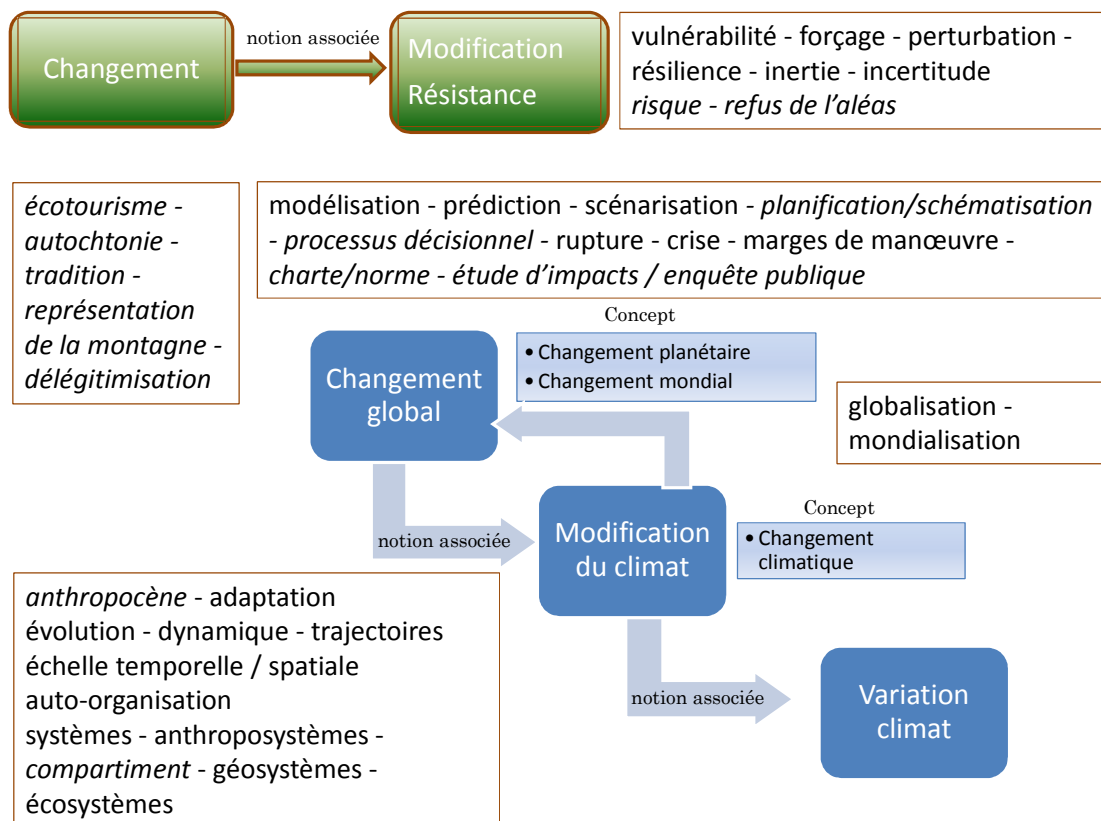 Changement
notion associée
Modification
Résistance
vulnérabilité - forçage - perturbation -
résilience - inertie - incertitude
risque - refus de l’aléas
écotourisme -
autochtonie -
tradition -
représentation
de la montagne -
délégitimisation
modélisation - prédiction - scénarisation - planification/schématisation
- processus décisionnel - rupture - crise - marges de manœuvre -
charte/norme - étude d’impacts / enquête publique
Concept
• Changement planétaire
• Changement mondial
Changement
global
globalisation -
mondialisation
notion associée
Modification
du climat
Concept
• Changement
climatique
anthropocène - adaptation
évolution - dynamique - trajectoires
échelle temporelle / spatiale
auto-organisation
systèmes - anthroposystèmes -
compartiment - géosystèmes -
écosystèmes
notion associée
Variation
climat